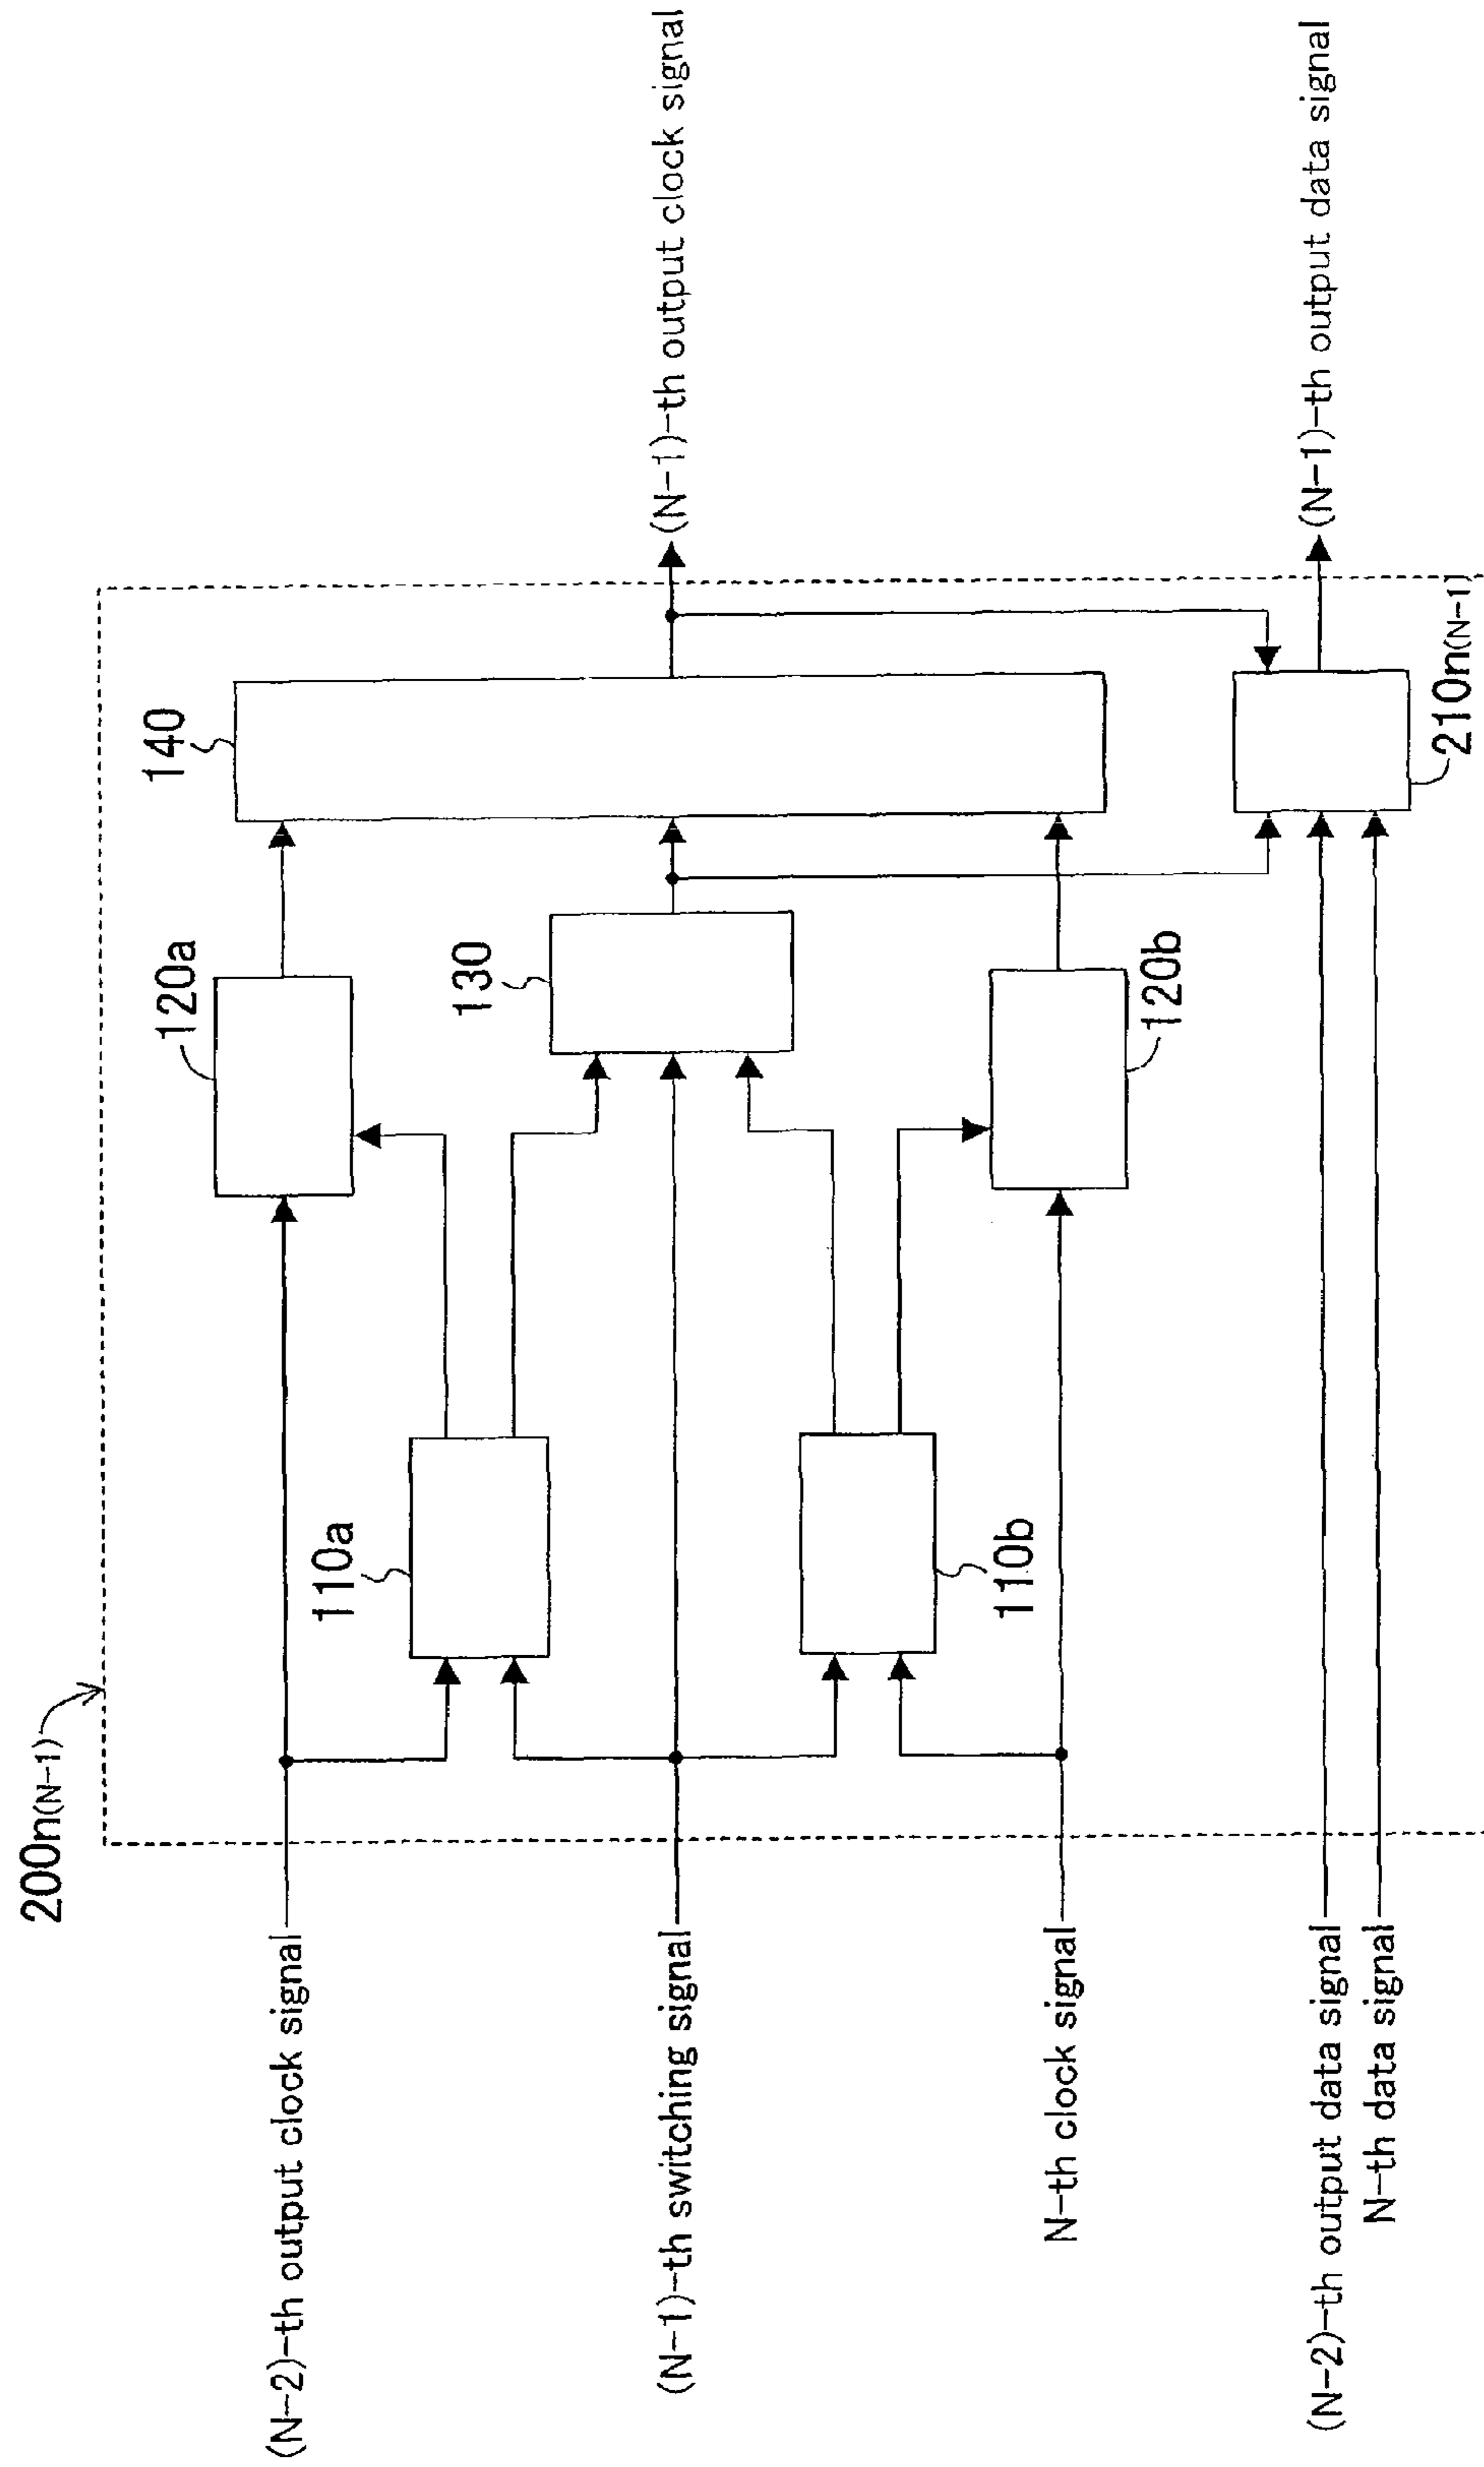 200n(N-1)
(N-2)-th output clock signal
(N-1)-th switching signal
N-th clock signal
(N-2)-th output data signal
N-th data signal
110a
110b
120a
130
120b
140
210n(N-1)
(N-1)-th output clock signal
(N-1)-th output data signal